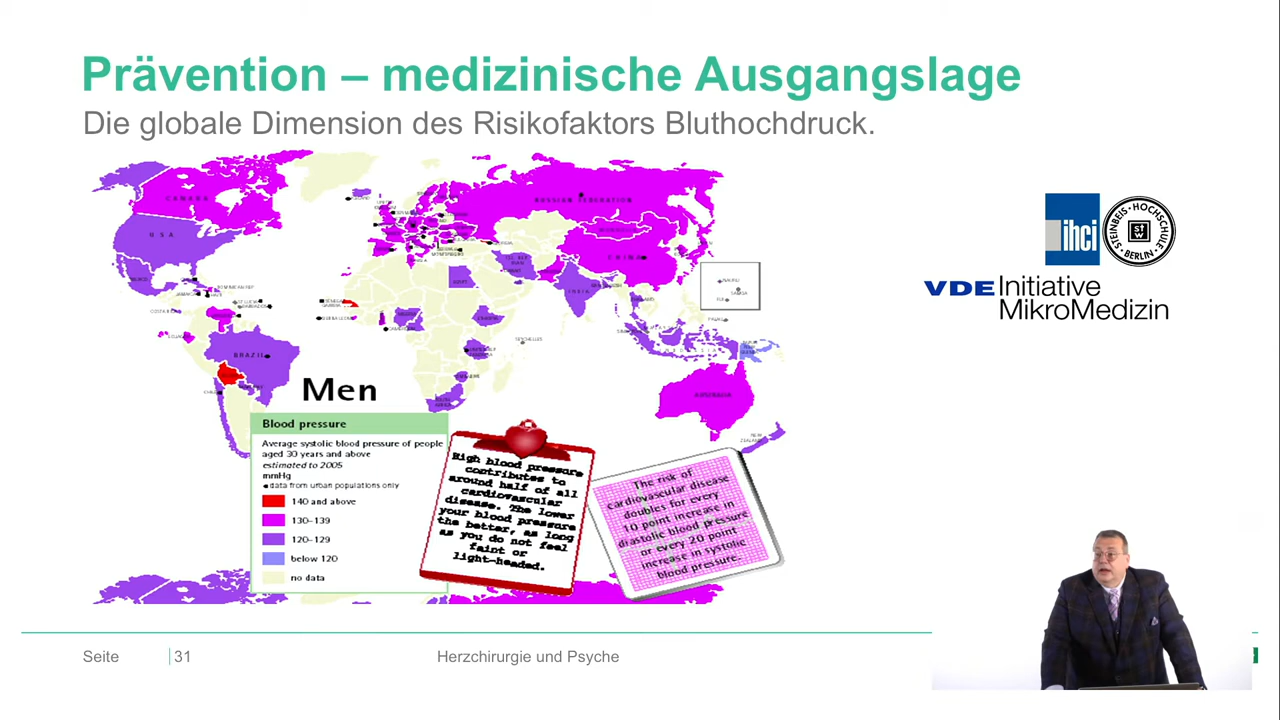 Prävention – medizinische Ausgangslage
Die globale Dimension des Risikofaktors Bluthochdruck.
CANADA
RUSSIAN FEDERATION
USA
CHINA
INDIA
BRAZIL
AUSTRALIA
NEW
ZEALAND
SEYCHELLES
Men
Blood pressure
Average systolic blood pressure of people
aged 30 years and above
estimated to 2005
mmHg
data from urban populations only
140 and above
130–139
120–129
below 120
no data
High blood pressure
contributes to
around half of all
cardiovascular
disease. The lower
your blood pressure
the better, as long
as you do not feel
faint or
light-headed.
The risk of
cardiovascular disease
doubles for every
10 point increase in
diastolic blood pressure
or every 20 point
increase in systolic
blood pressure.
ihci
STEINBEIS-HOCHSCHULE-BERLIN
VDE Initiative
MikroMedizin
Seite
31
Herzchirurgie und Psyche